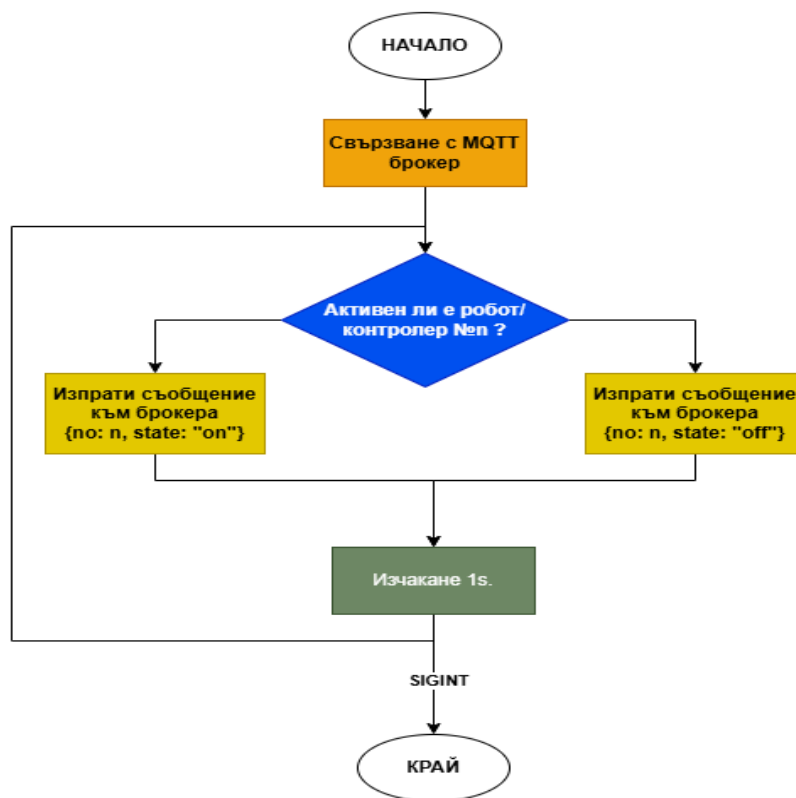 НАЧАЛО
Свързване с MQTT
брокер
Активен ли е робот/
контролер №n ?
Изпрати съобщение
към брокера
{no: n, state: "on"}
Изпрати съобщение
към брокера
{no: n, state: "off"}
Изчакане 1s.
SIGINT
КРАЙ